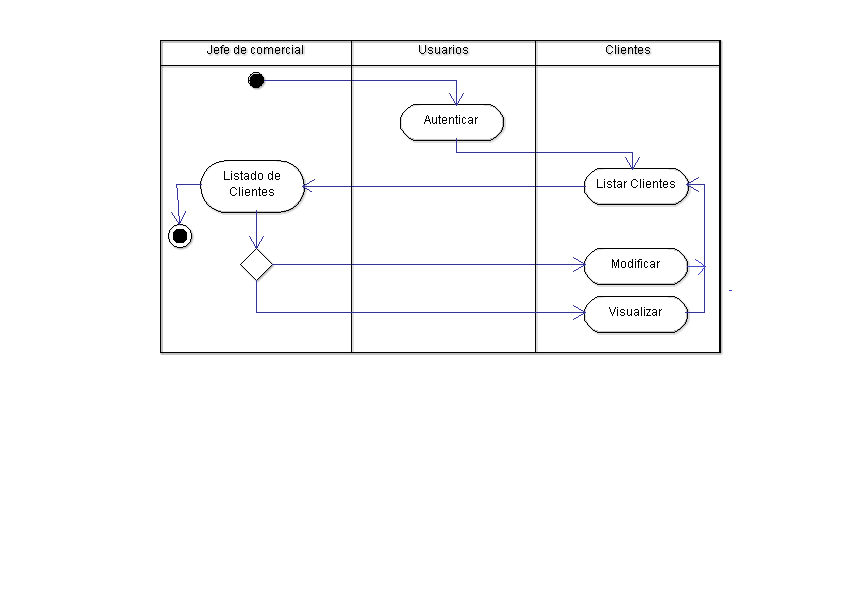 Jefe de comercial
Usuarios
Clientes
Autenticar
Listado de
Clientes
Listar Clientes
Modificar
Visualizar